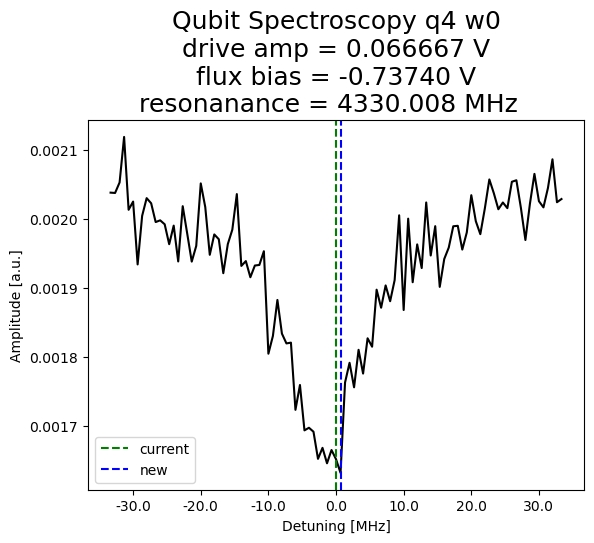 Qubit Spectroscopy q4 w0
drive amp = 0.066667 V
flux bias = -0.73740 V
resonanance = 4330.008 MHz
0.0021
0.0020
0.0019
0.0018
0.0017
Amplitude [a.u.]
current
new
-30.0 -20.0 -10.0 0.0 10.0 20.0 30.0
Detuning [MHz]